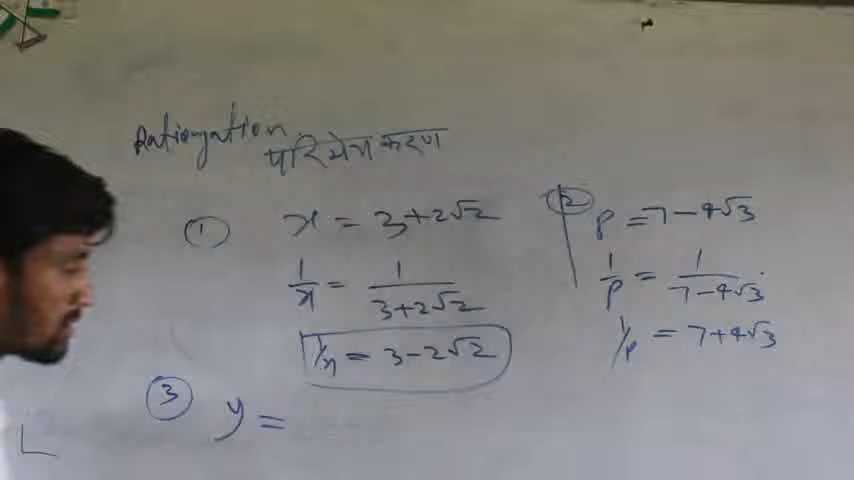 Rationgation
परिमेय करण
① x = 3+2√2
1/x = 1/(3+2√2)
1/x = 3-2√2
② P = 7-4√3
1/P = 1/(7-4√3)
1/P = 7+4√3
③ y =